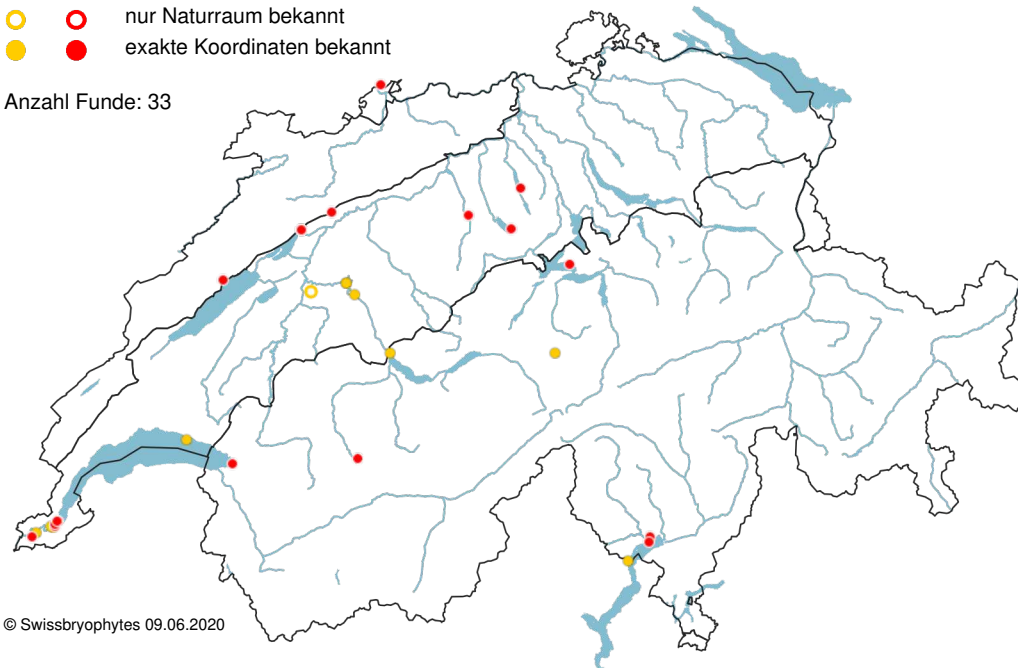 nur Naturraum bekannt
exakte Koordinaten bekannt
Anzahl Funde: 33
© Swissbryophytes 09.06.2020